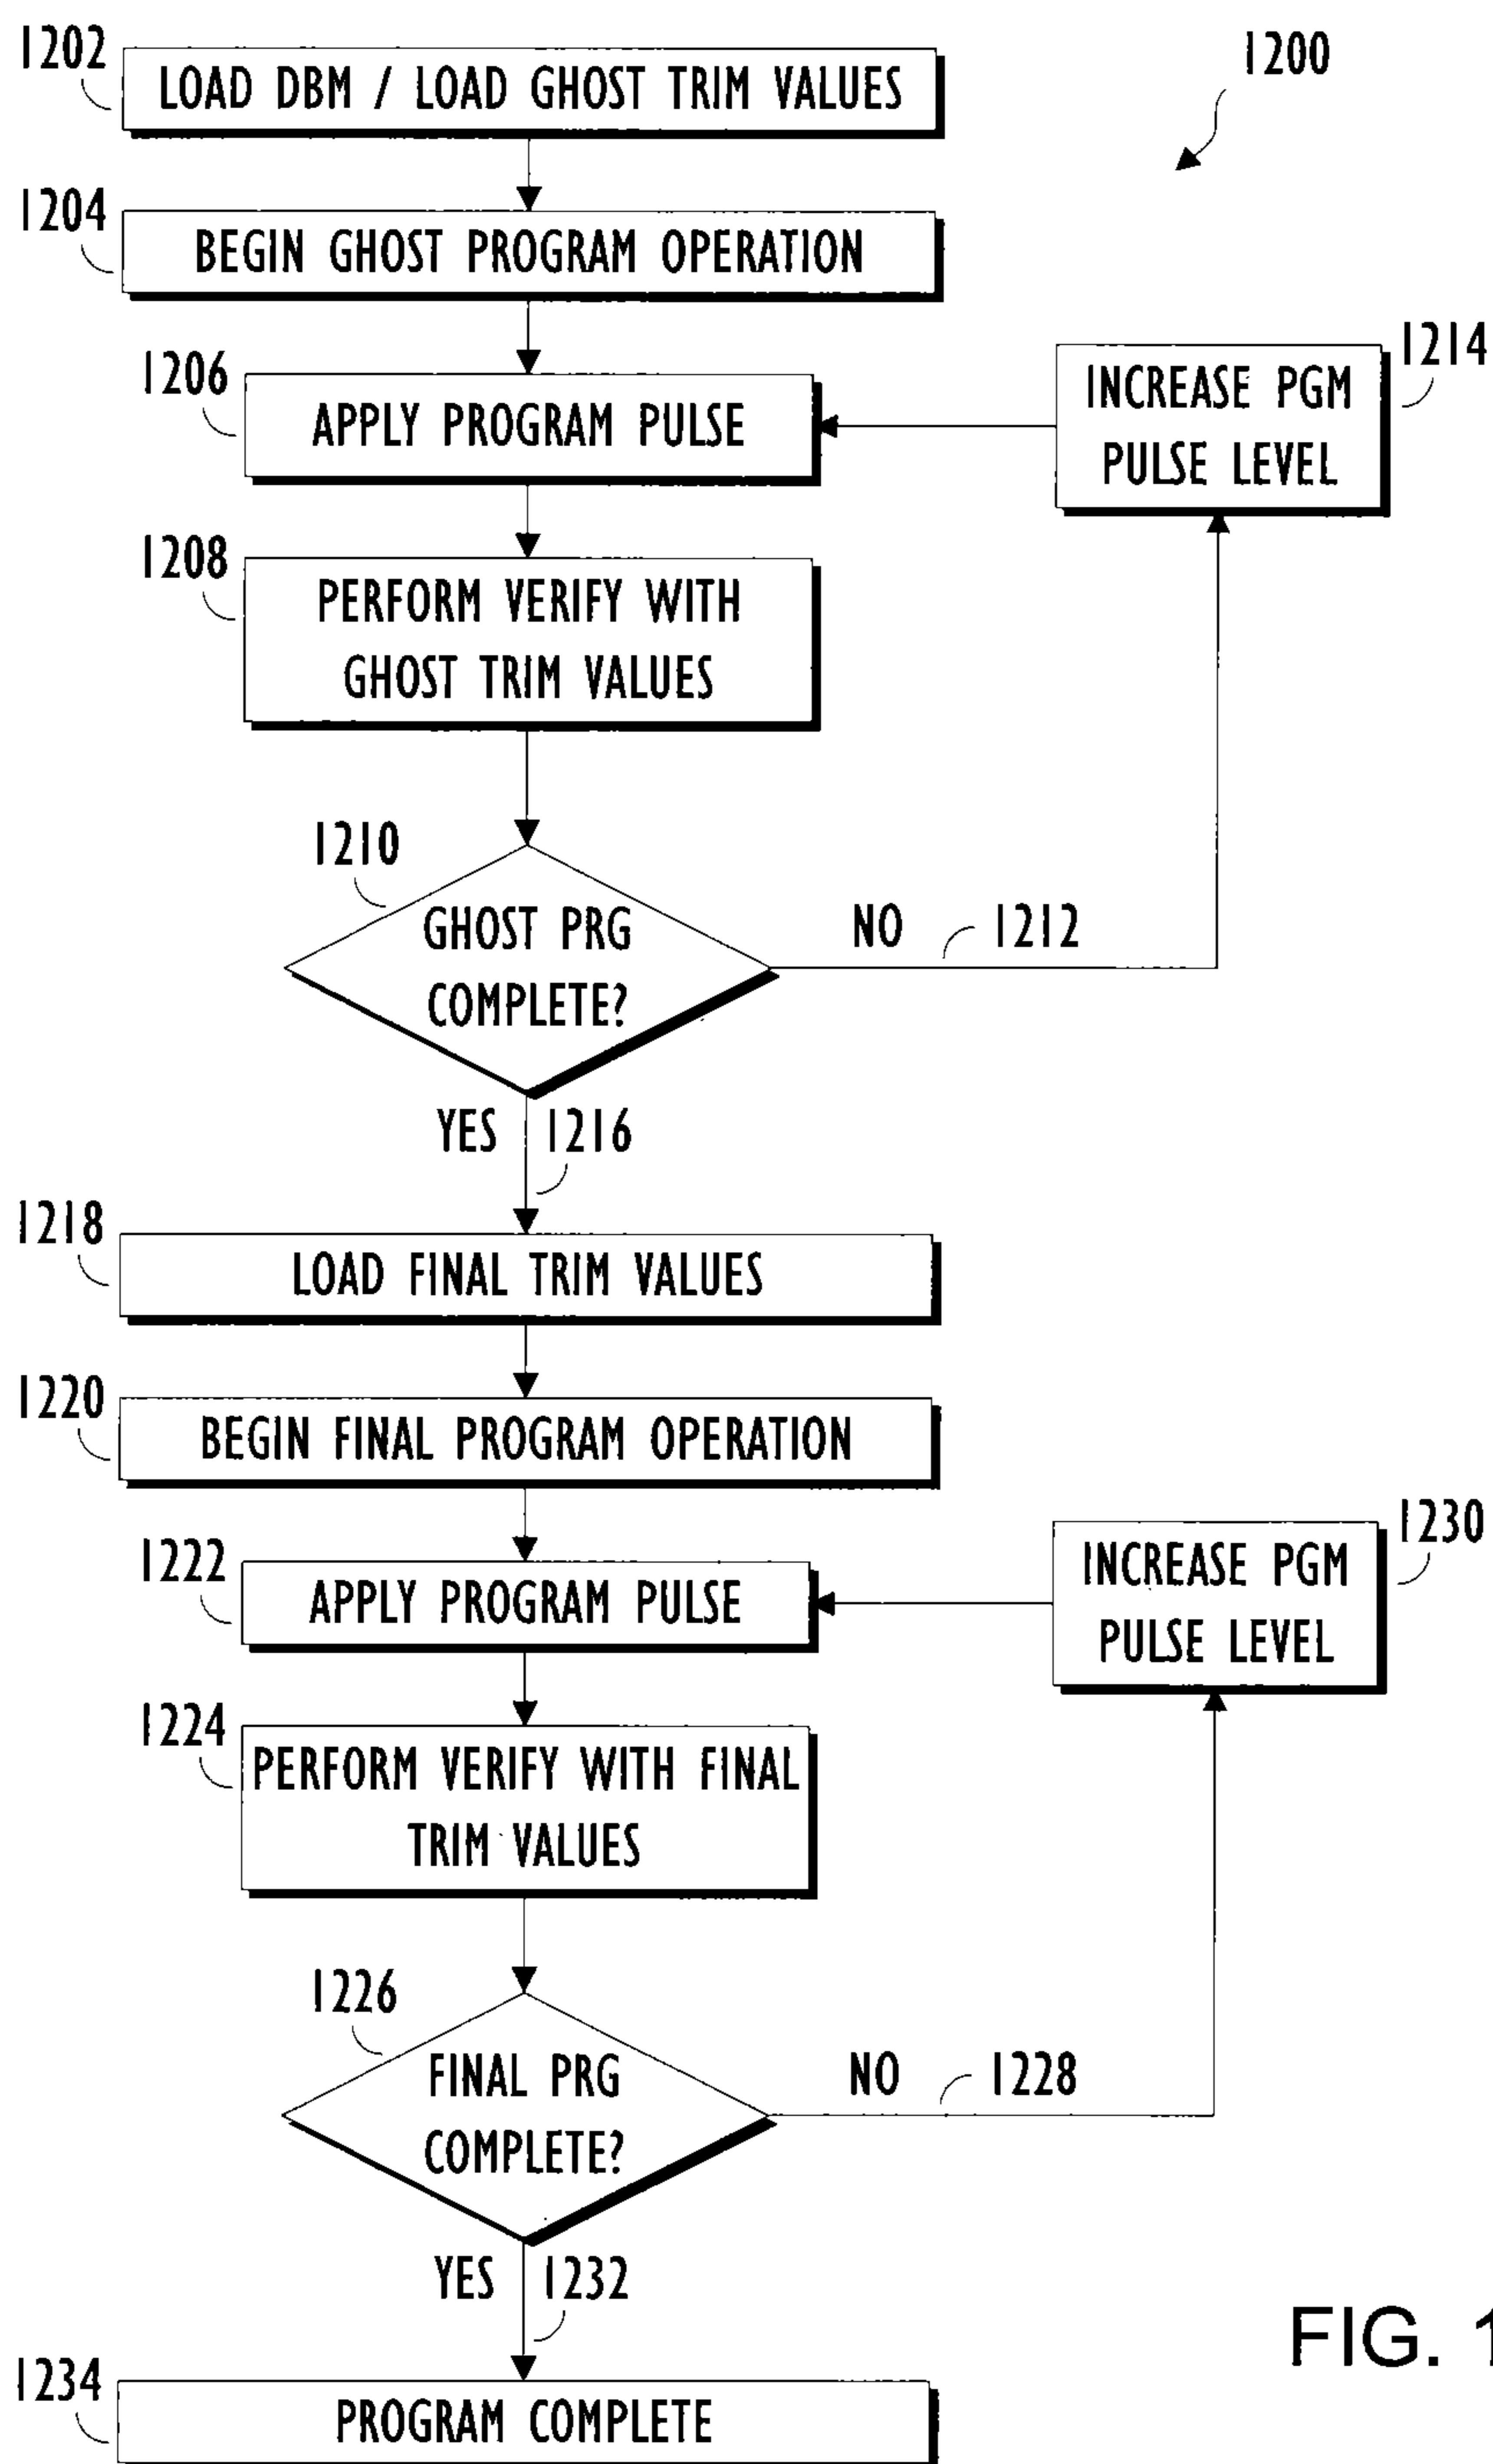 1202
LOAD DBM / LOAD GHOST TRIM VALUES
1200
1204
BEGIN GHOST PROGRAM OPERATION
1206
APPLY PROGRAM PULSE
1214
INCREASE PGM
PULSE LEVEL
1208
PERFORM VERIFY WITH
GHOST TRIM VALUES
1210
GHOST PRG
COMPLETE?
NO
1212
YES
1216
1218
LOAD FINAL TRIM VALUES
1220
BEGIN FINAL PROGRAM OPERATION
1222
APPLY PROGRAM PULSE
1230
INCREASE PGM
PULSE LEVEL
1224
PERFORM VERIFY WITH FINAL
TRIM VALUES
1226
FINAL PRG
COMPLETE?
NO
1228
YES
1232
FIG.
1234
PROGRAM COMPLETE